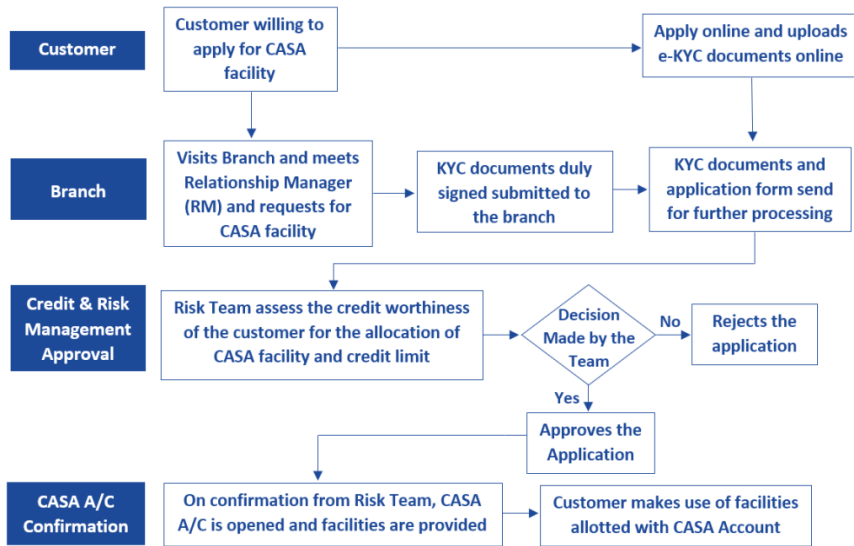 Customer
Customer willing to
apply for CASA
facility
Apply online and uploads
e-KYC documents online
Branch
Visits Branch and meets
Relationship Manager
(RM) and requests for
CASA facility
KYC documents duly
signed submitted to
the branch
KYC documents and
application form send
for further processing
Credit & Risk
Management
Approval
Risk Team assess the credit worthiness
of the customer for the allocation of
CASA facility and credit limit
Decision
Made by the
Team
No
Rejects the
application
Yes
Approves the
Application
CASA A/C
Confirmation
On confirmation from Risk Team, CASA
A/C is opened and facilities are provided
Customer makes use of facilities
allotted with CASA Account